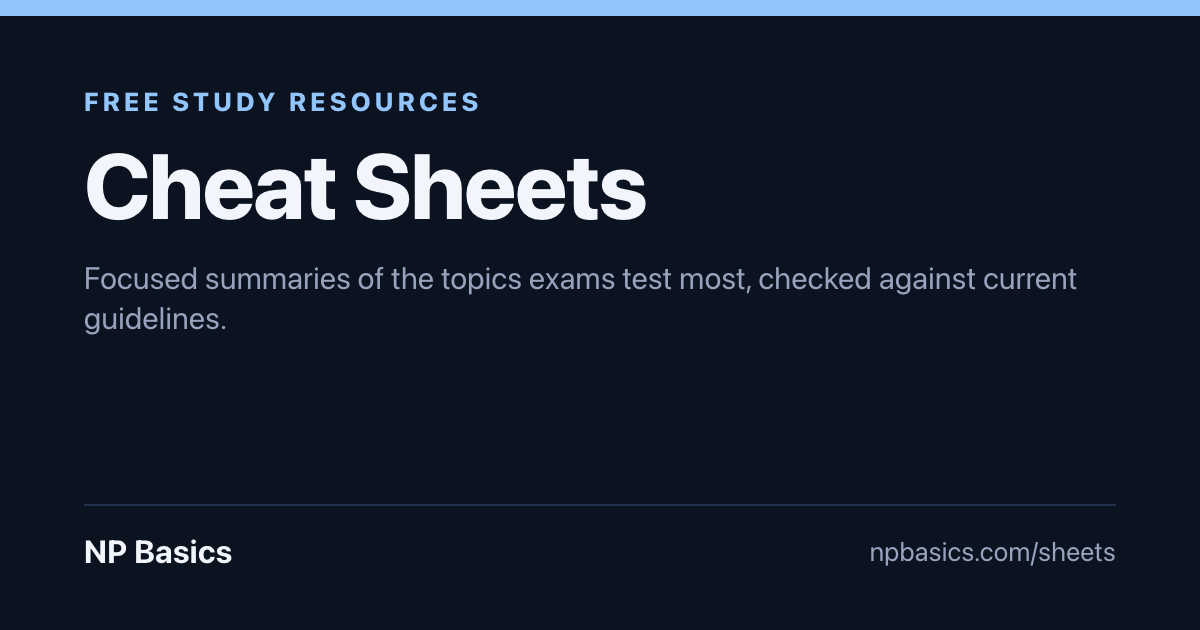 FREE STUDY RESOURCES
Cheat Sheets
Focused summaries of the topics exams test most, checked against current
guidelines.
NP Basics
npbasics.com/sheets